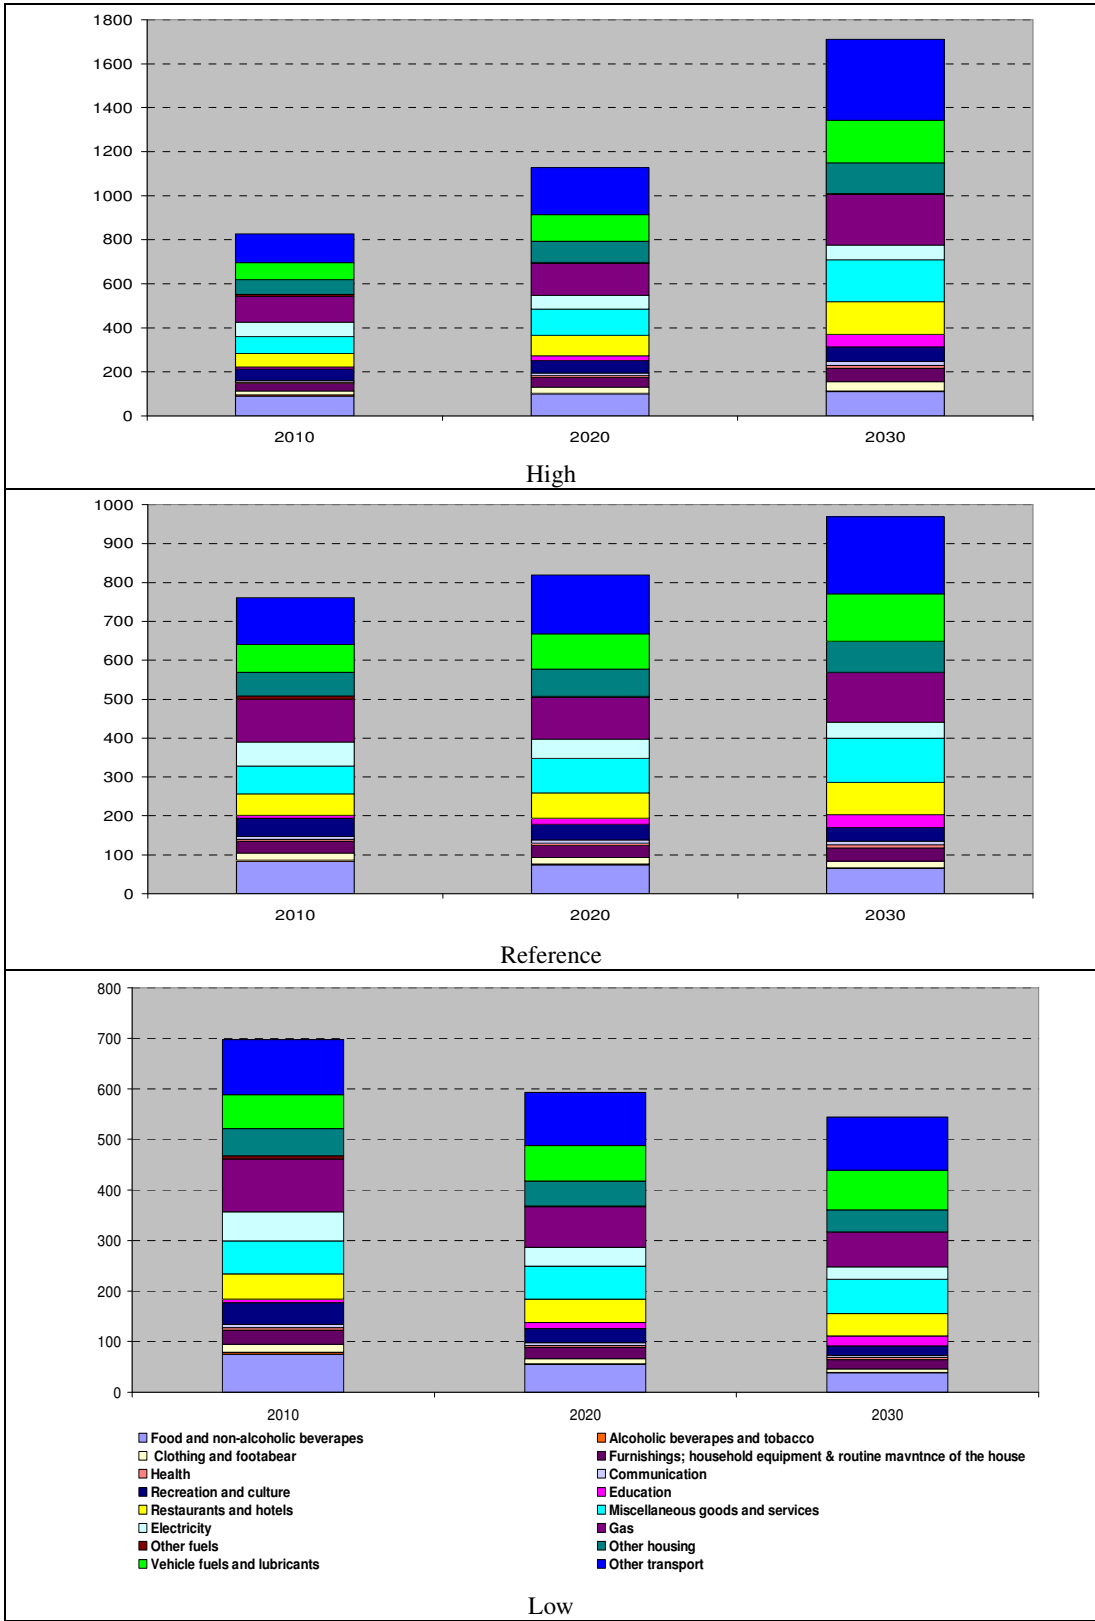 1800
1600
1400
1200
1000
800
600
400
200
0
2010 2020 2030
High
1000
900
800
700
600
500
400
300
200
100
0
2010 2020 2030
Reference
800
700
600
500
400
300
200
100
0
2010 2020 2030
Food and non-alcoholic beverapes Alcoholic beverapes and tobacco
Clothing and footabear Furnishings; household equipment & routine mavntnce of the house
Health Communication
Recreation and culture Education
Restaurants and hotels Miscellaneous goods and services
Electricity Gas
Other fuels Other housing
Vehicle fuels and lubricants Other transport
Low